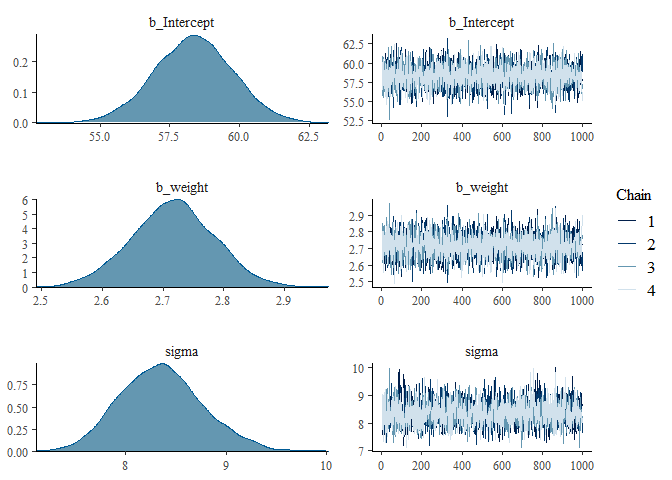 b_Intercept
b_Intercept
0.2
0.1
0.0
55.0 57.5 60.0 62.5
62.5
60.0
57.5
55.0
52.5
0 200 400 600 800 1000
b_weight
b_weight
6
5
4
3
2
1
0
2.5 2.6 2.7 2.8 2.9
2.9
2.8
2.7
2.6
2.5
0 200 400 600 800 1000
Chain
1
2
3
4
sigma
sigma
0.75
0.50
0.25
0.00
8 9 10
10
9
8
7
0 200 400 600 800 1000